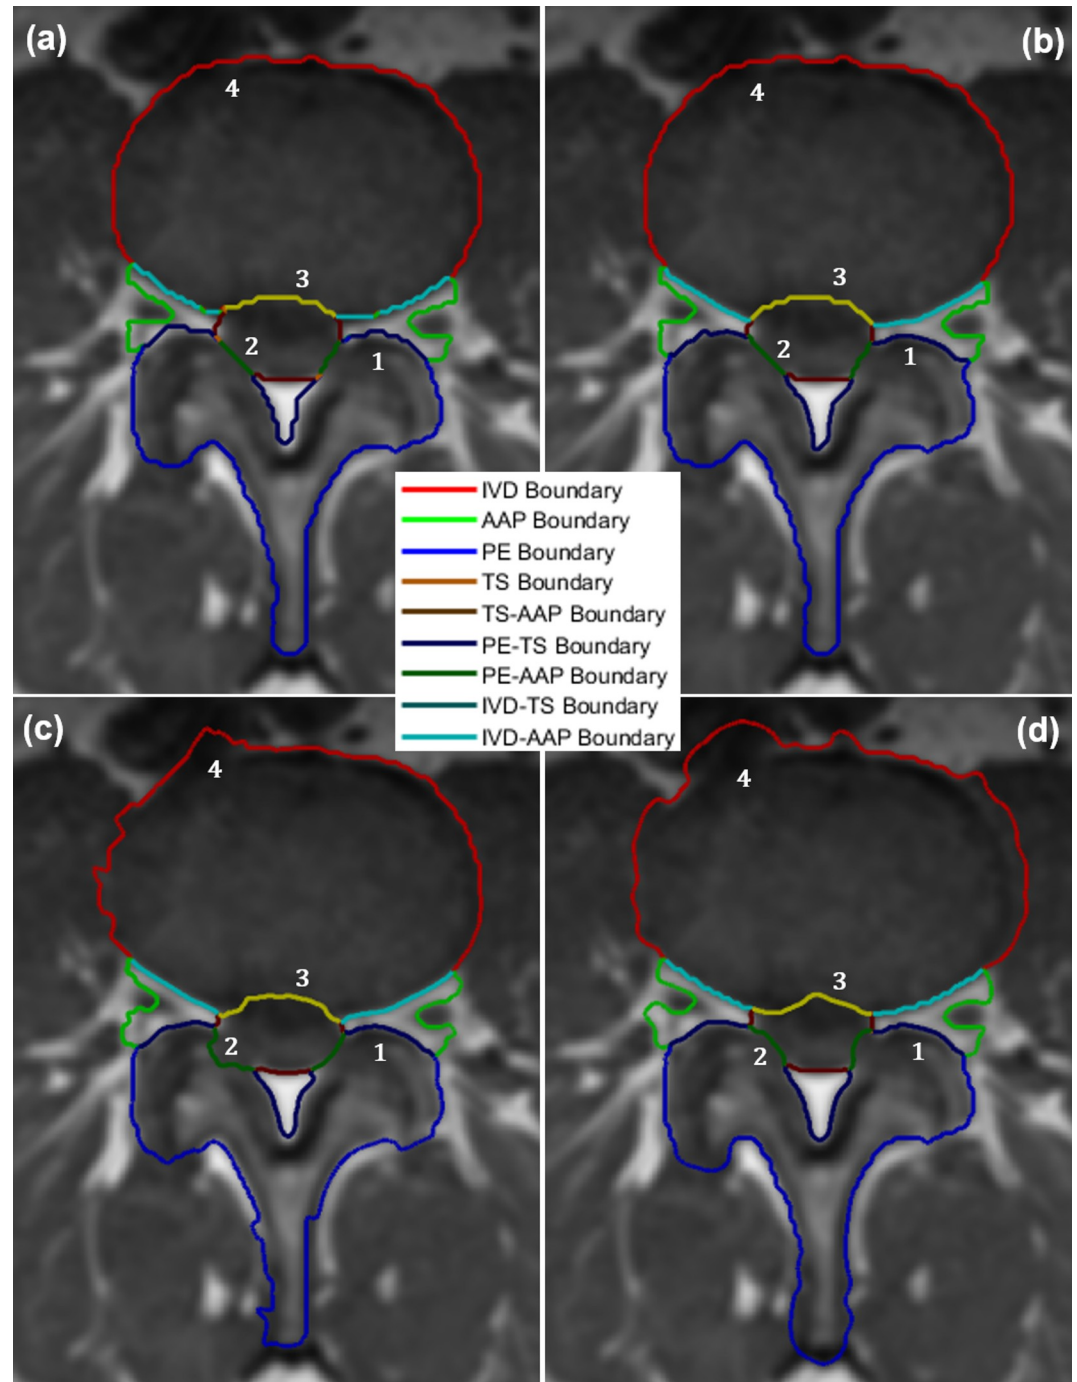 (a)
(b)
4
4
3
3
2
1
2
1
IVD Boundary
AAP Boundary
PE Boundary
TS Boundary
TS-AAP Boundary
PE-TS Boundary
PE-AAP Boundary
IVD-TS Boundary
IVD-AAP Boundary
(c)
(d)
4
4
3
3
2
1
2
1